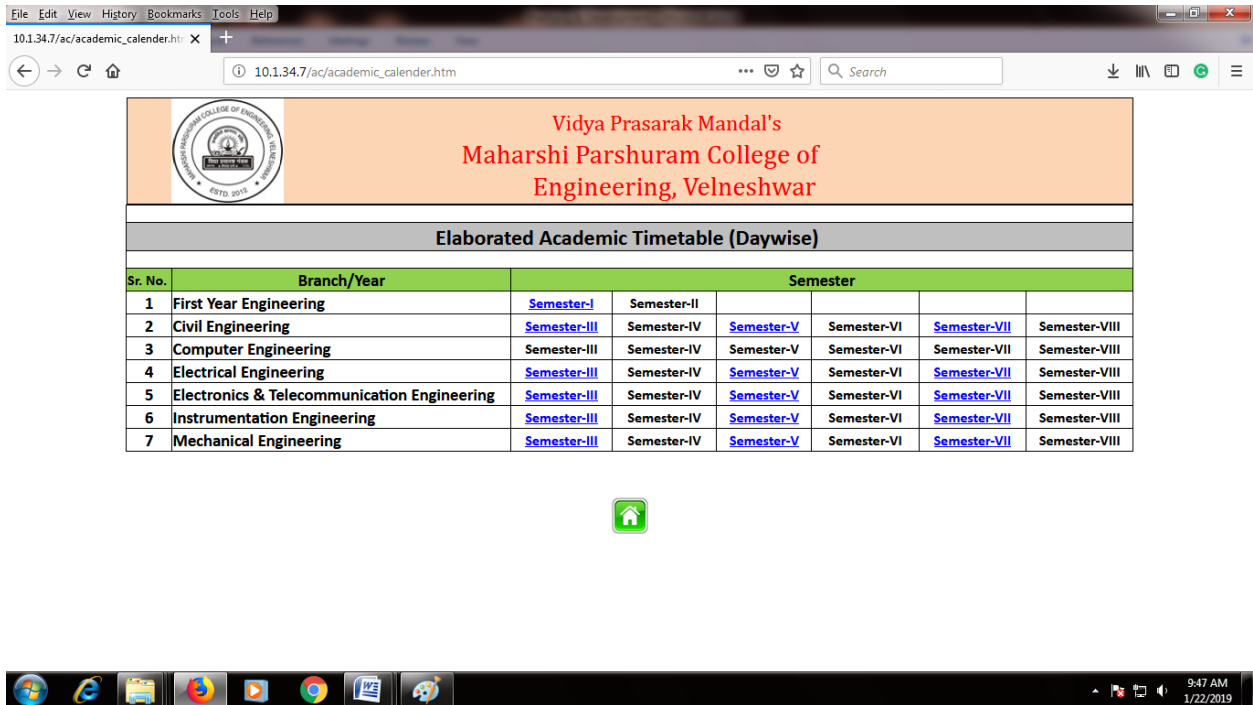 File Edit View History Bookmarks Tools Help
10.1.34.7/ac/academic_calender.htm
10.1.34.7/ac/academic_calender.htm
Search
MAHARSHI PARSHURAM COLLEGE OF ENGINEERING, VELNESHWAR
ESTD. 2012
Vidya Prasarak Mandal's
Maharshi Parshuram College of
Engineering, Velneshwar
Elaborated Academic Timetable (Daywise)
Sr. No. Branch/Year Semester
1 First Year Engineering Semester-I Semester-II
2 Civil Engineering Semester-III Semester-IV Semester-V Semester-VI Semester-VII Semester-VIII
3 Computer Engineering Semester-III Semester-IV Semester-V Semester-VI Semester-VII Semester-VIII
4 Electrical Engineering Semester-III Semester-IV Semester-V Semester-VI Semester-VII Semester-VIII
5 Electronics & Telecommunication Engineering Semester-III Semester-IV Semester-V Semester-VI Semester-VII Semester-VIII
6 Instrumentation Engineering Semester-III Semester-IV Semester-V Semester-VI Semester-VII Semester-VIII
7 Mechanical Engineering Semester-III Semester-IV Semester-V Semester-VI Semester-VII Semester-VIII
9:47 AM
1/22/2019